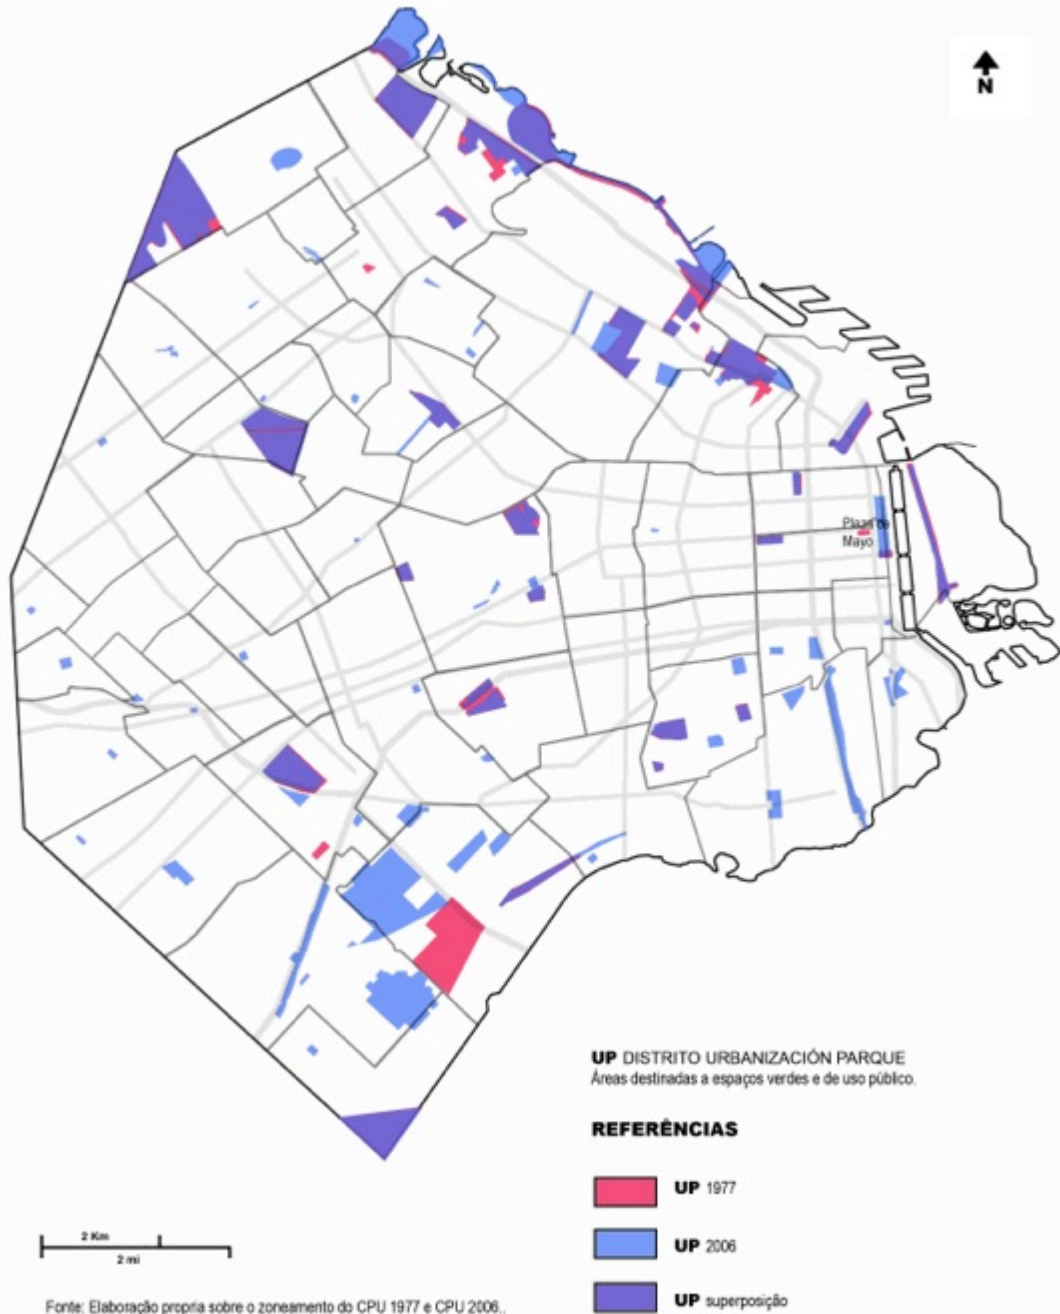 N
Plaza de
Mayo
UP DISTRITO URBANIZACIÓN PARQUE
Áreas destinadas a espaços verdes e de uso público.
REFERÊNCIAS
UP 1977
UP 2006
UP superposição
2 Km
2 mi
Fonte: Elaboração propria sobre o zoneamento do CPU 1977 e CPU 2006..